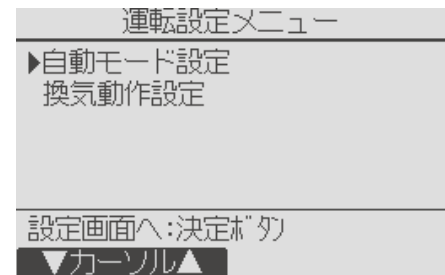 運転設定メニュー
▶自動モード設定
換気動作設定
設定画面へ:決定ボタン
▼カーソル▲